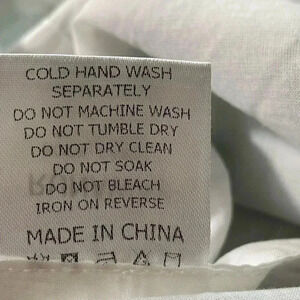 COLD HAND WASH
SEPARATELY
DO NOT MACHINE WASH
DO NOT TUMBLE DRY
DO NOT DRY CLEAN
DO NOT SOAK
DO NOT BLEACH
IRON ON REVERSE
MADE IN CHINA